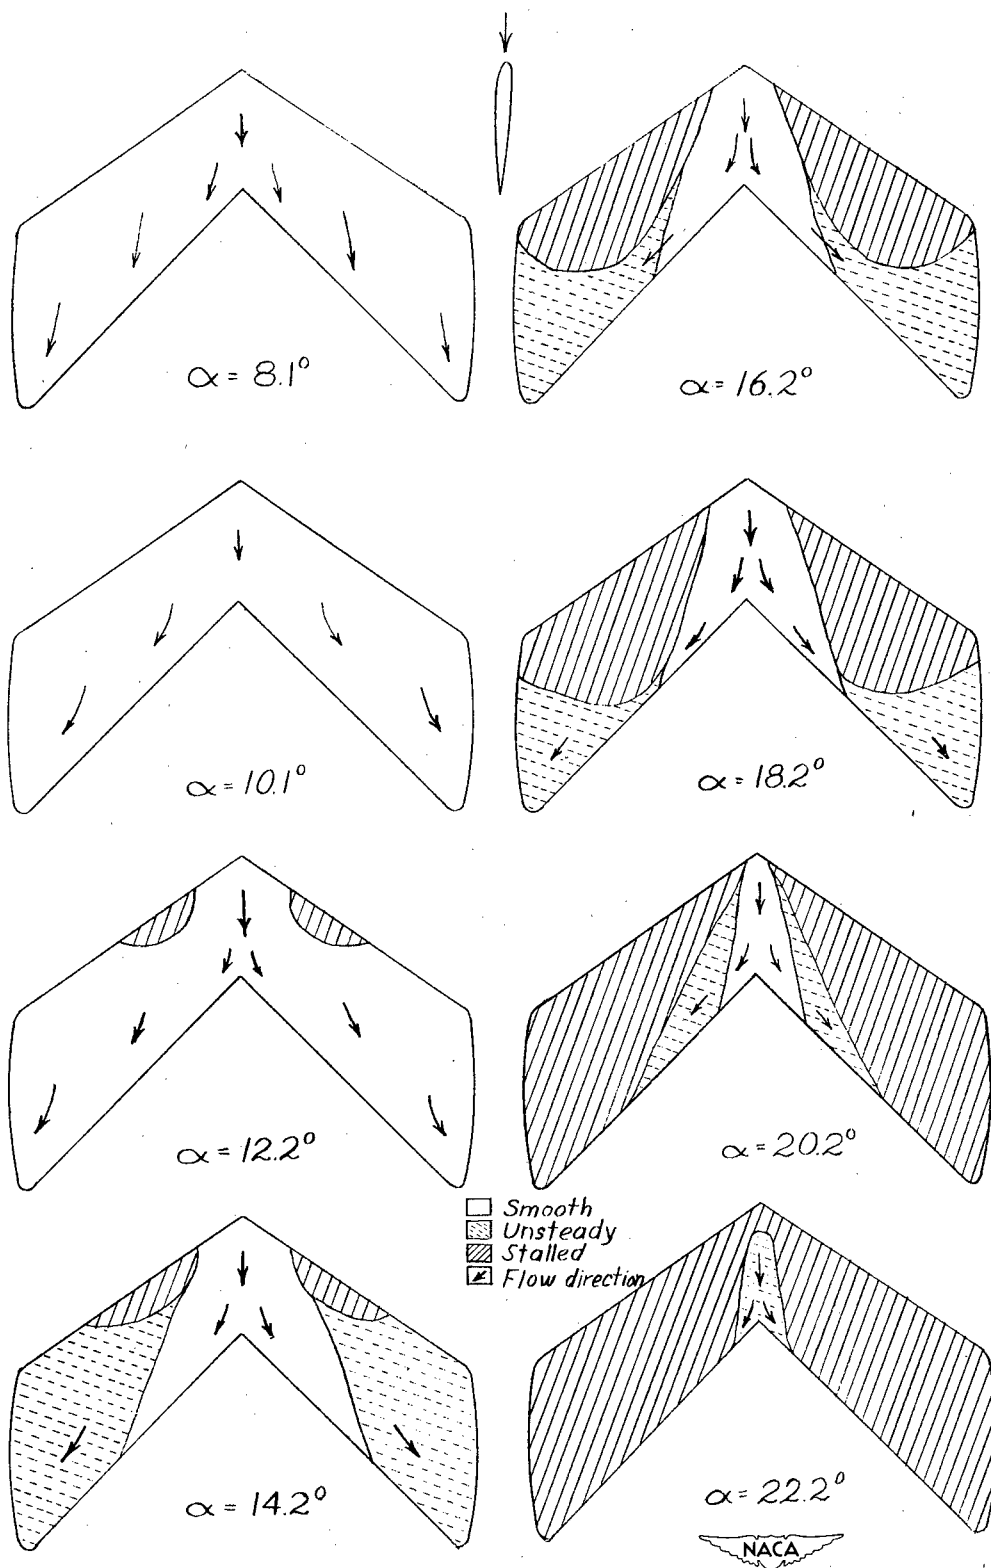 α = 8.1°
α = 16.2°
α = 10.1°
α = 18.2°
α = 12.2°
α = 20.2°
Smooth
Unsteady
Stalled
Flow direction
α = 14.2°
α = 22.2°
NACA